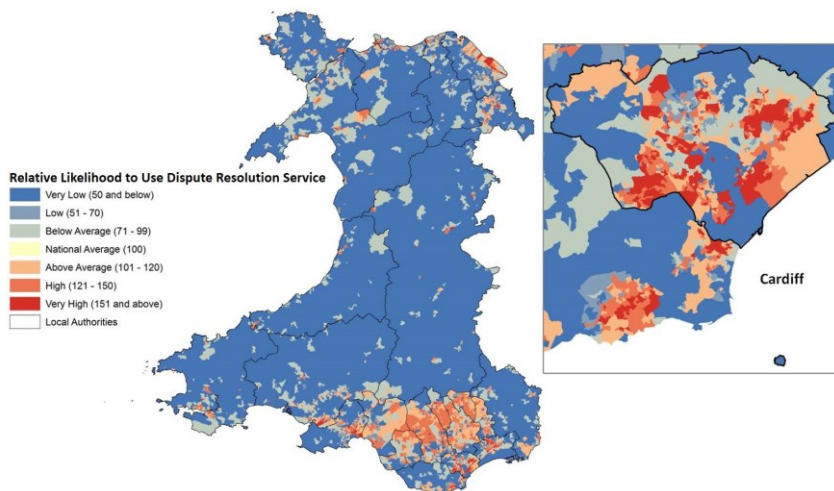 Relative Likelihood to Use Dispute Resolution Service
Very Low (50 and below)
Low (51 - 70)
Below Average (71 - 99)
National Average (100)
Above Average (101 - 120)
High (121 - 150)
Very High (151 and above)
Local Authorities
Cardiff